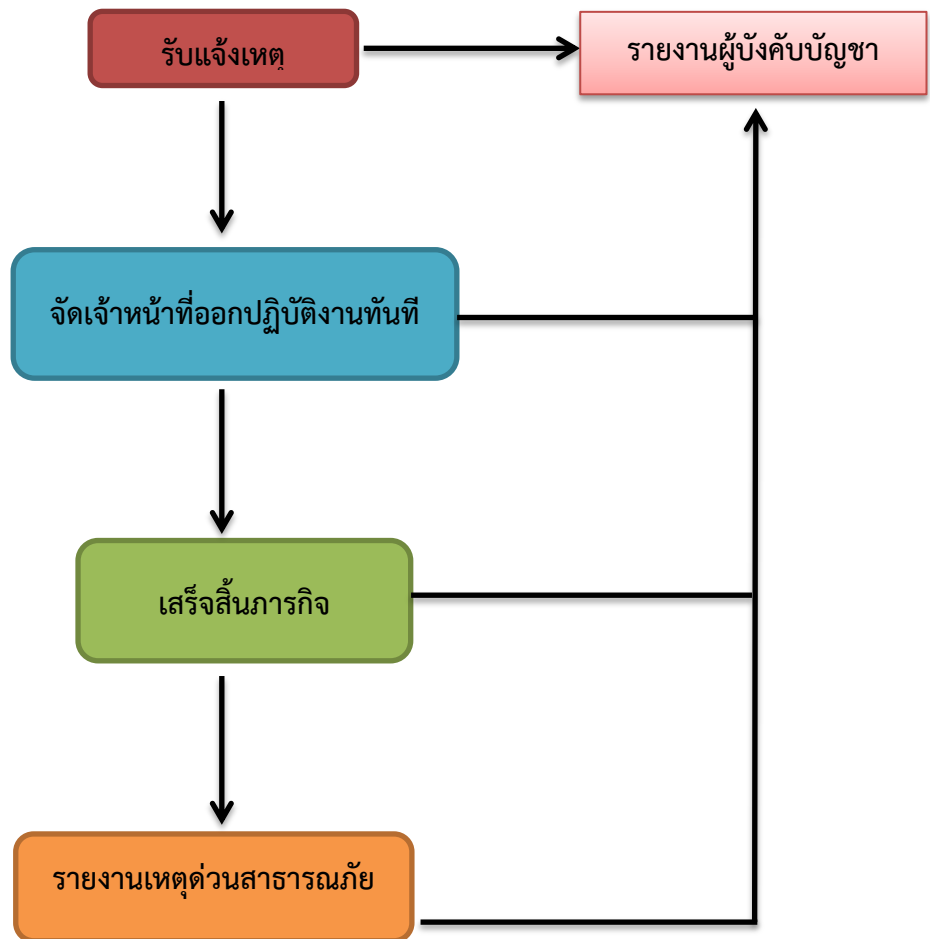 รับแจ้งเหตุ
รายงานผู้บังคับบัญชา
จัดเจ้าหน้าที่ออกปฏิบัติงานทันที
เสร็จสิ้นภารกิจ
รายงานเหตุด่วนสาธารณภัย